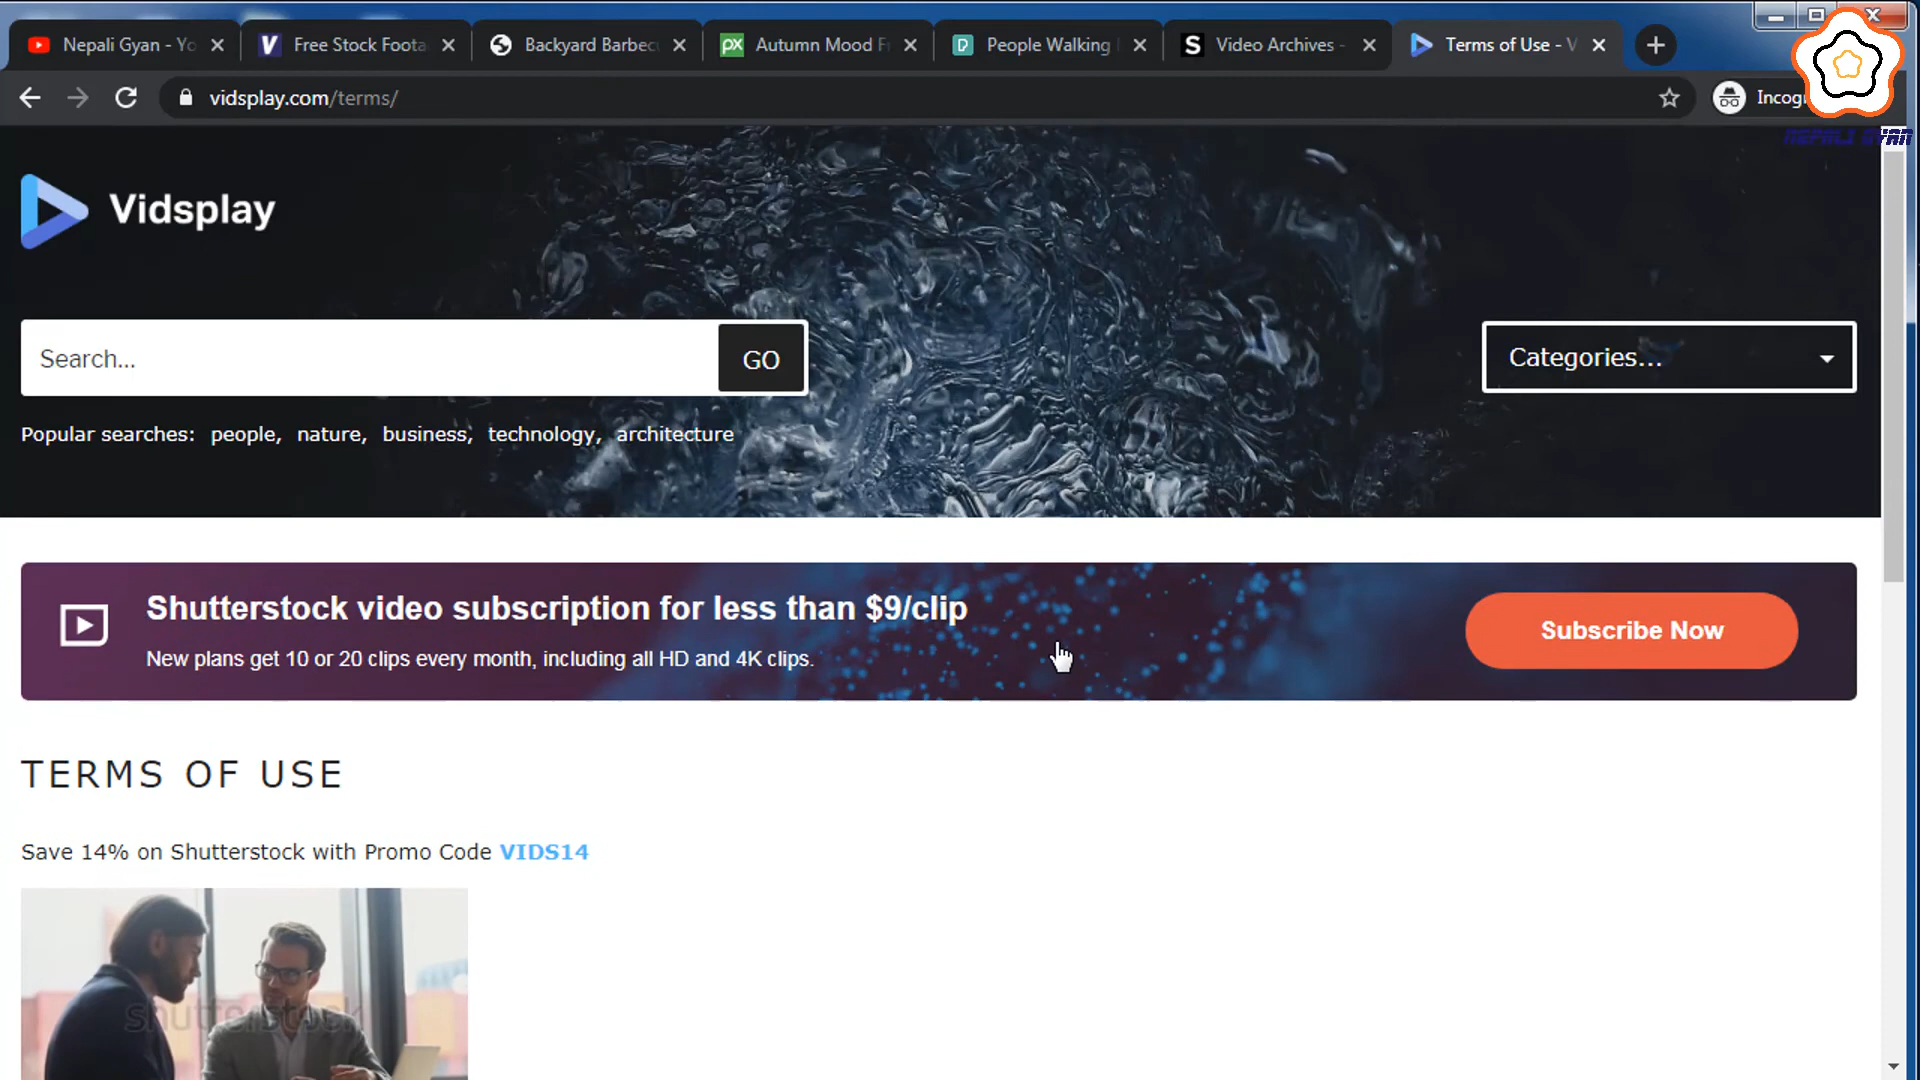 Nepali Gyan - Yo
Free Stock Foota
Backyard Barbec
Autumn Mood F
People Walking
Video Archives -
Terms of Use - V
vidsplay.com/terms/
Incog
NEPALI GYAN
Vidsplay
Search...
GO
Categories...
Popular searches: people, nature, business, technology, architecture
Shutterstock video subscription for less than $9/clip
New plans get 10 or 20 clips every month, including all HD and 4K clips.
Subscribe Now
TERMS OF USE
Save 14% on Shutterstock with Promo Code VIDS14
shutterstock